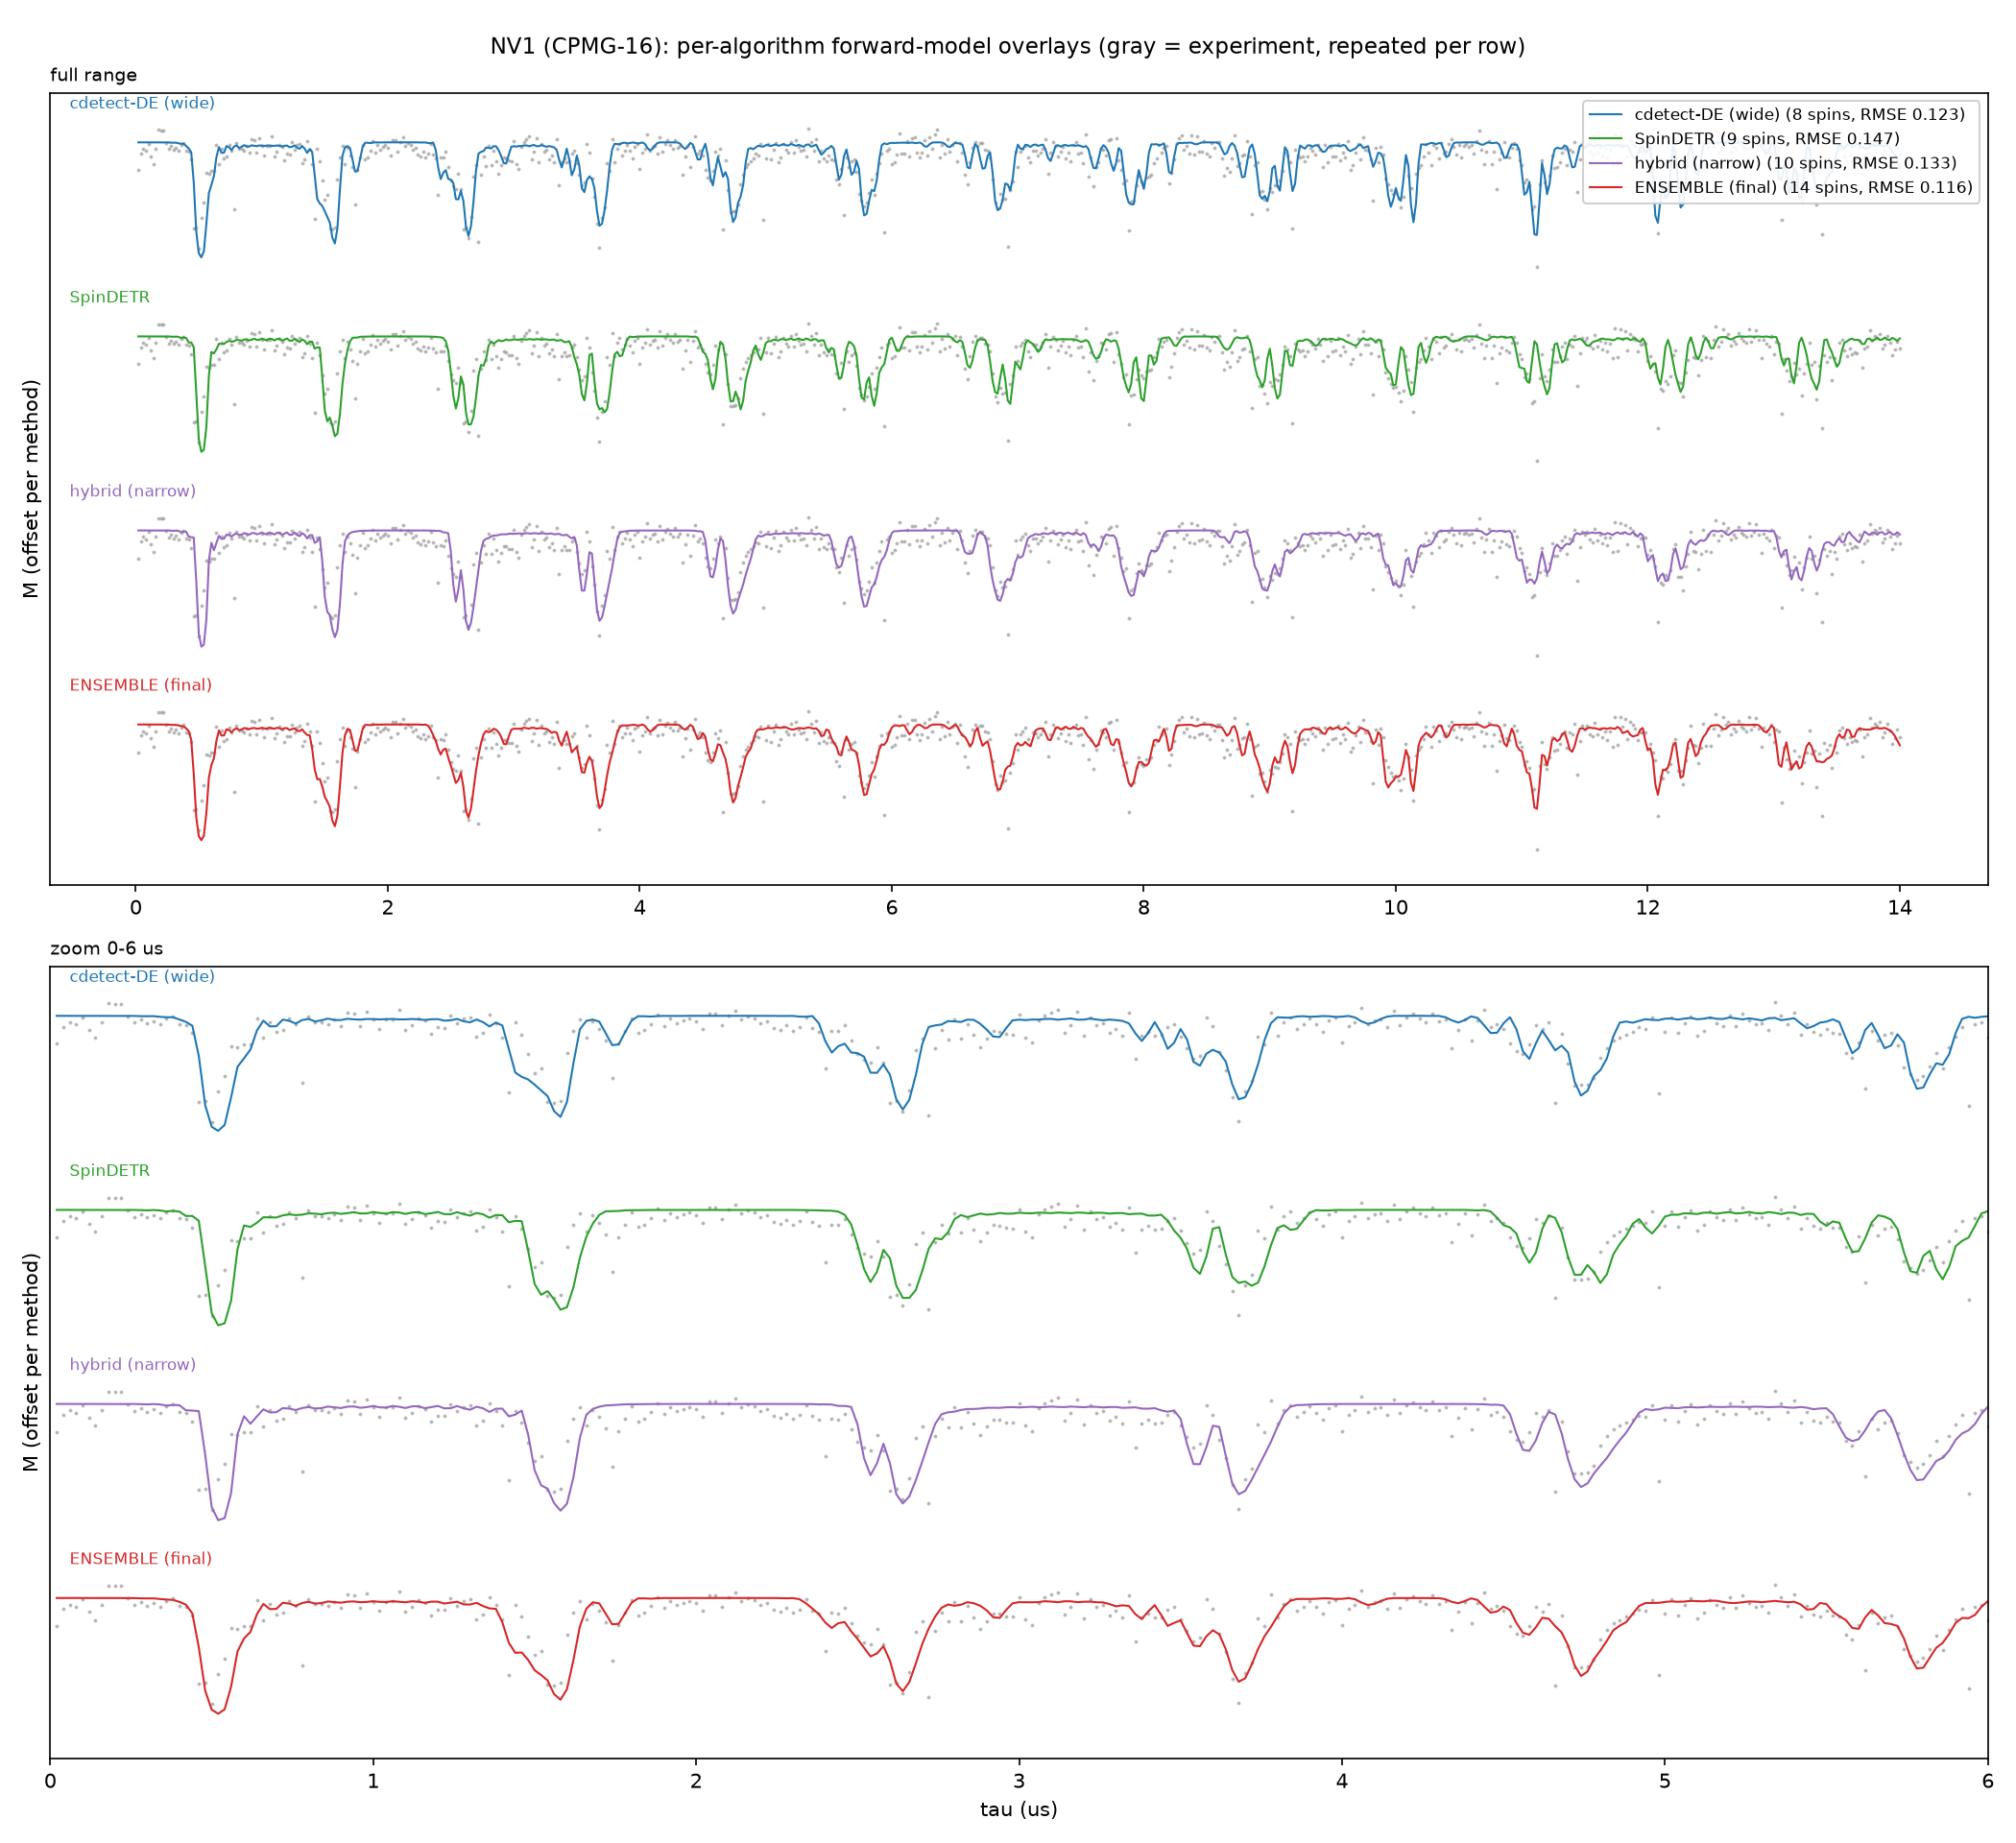 NV1 (CPMG-16): per-algorithm forward-model overlays (gray = experiment, repeated per row)
full range
cdetect-DE (wide)
cdetect-DE (wide) (8 spins, RMSE 0.123)
SpinDETR (9 spins, RMSE 0.147)
hybrid (narrow) (10 spins, RMSE 0.133)
ENSEMBLE (final) (14 spins, RMSE 0.116)
SpinDETR
hybrid (narrow)
ENSEMBLE (final)
M (offset per method)
0 2 4 6 8 10 12 14
zoom 0-6 us
cdetect-DE (wide)
SpinDETR
hybrid (narrow)
ENSEMBLE (final)
M (offset per method)
0 1 2 3 4 5 6
tau (us)